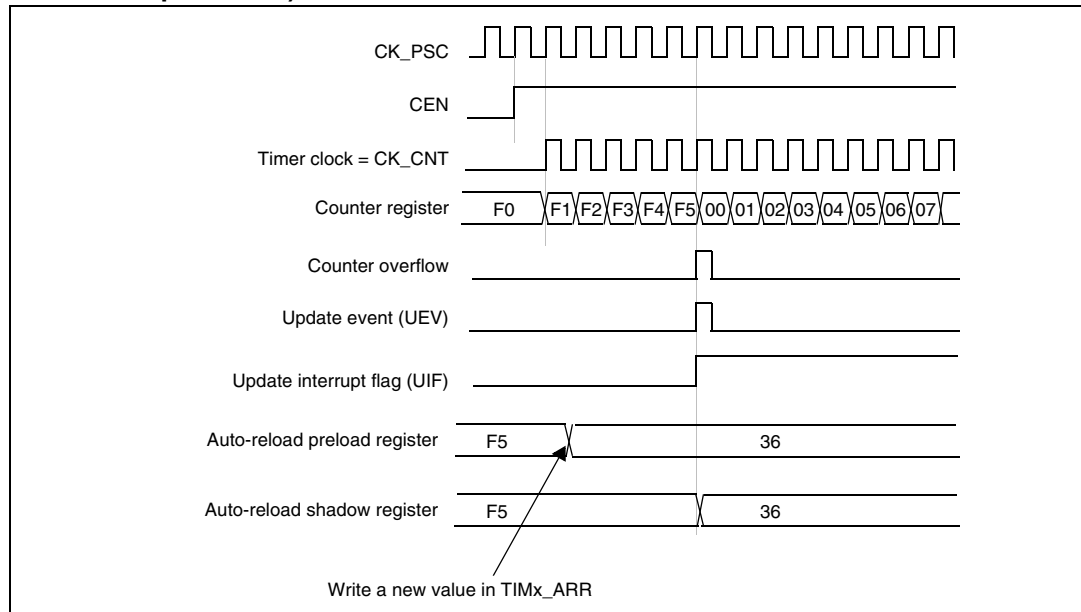 CK_PSC
CEN
Timer clock = CK_CNT
Counter register F0 F1 F2 F3 F4 F5 00 01 02 03 04 05 06 07
Counter overflow
Update event (UEV)
Update interrupt flag (UIF)
Auto-reload preload register F5 36
Auto-reload shadow register F5 36
Write a new value in TIMx_ARR